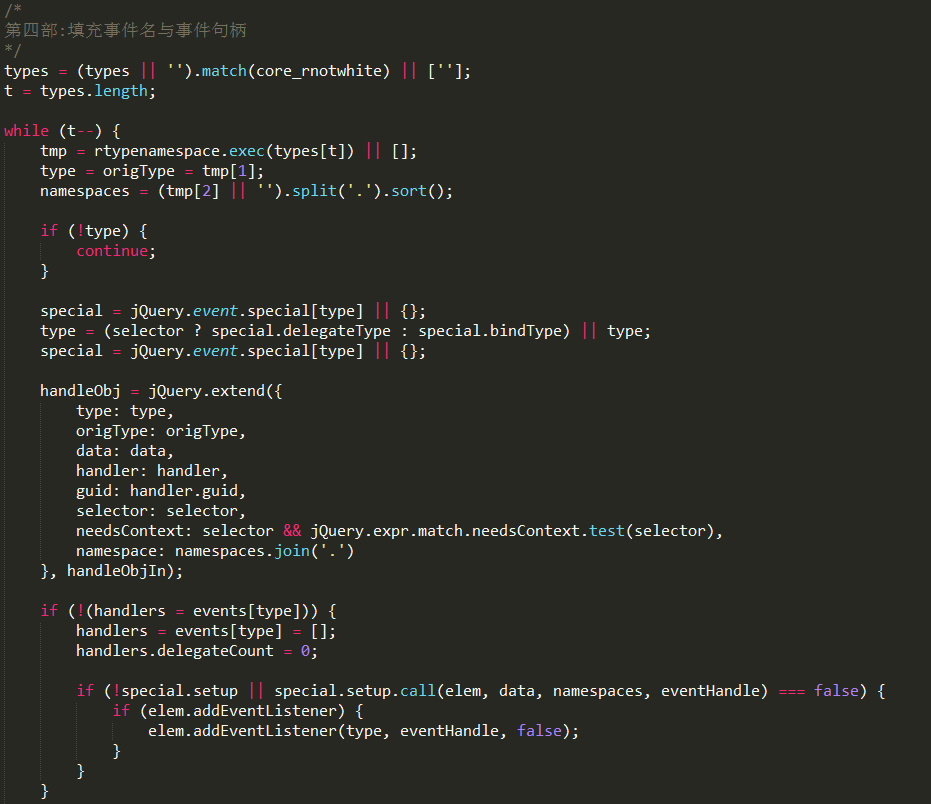 /*
第四部:填充事件名与事件句柄
*/
types = (types || '').match(core_rnotwhite) || [''];
t = types.length;
while (t--) {
tmp = rtypenamespace.exec(types[t]) || [];
type = origType = tmp[1];
namespaces = (tmp[2] || '').split('.').sort();
if (!type) {
continue;
}
special = jQuery.event.special[type] || {};
type = (selector ? special.delegateType : special.bindType) || type;
special = jQuery.event.special[type] || {};
handleObj = jQuery.extend({
type: type,
origType: origType,
data: data,
handler: handler,
guid: handler.guid,
selector: selector,
needsContext: selector && jQuery.expr.match.needsContext.test(selector),
namespace: namespaces.join('.')
}, handleObjIn);
if (!(handlers = events[type])) {
handlers = events[type] = [];
handlers.delegateCount = 0;
if (!special.setup || special.setup.call(elem, data, namespaces, eventHandle) === false) {
if (elem.addEventListener) {
elem.addEventListener(type, eventHandle, false);
}
}
}